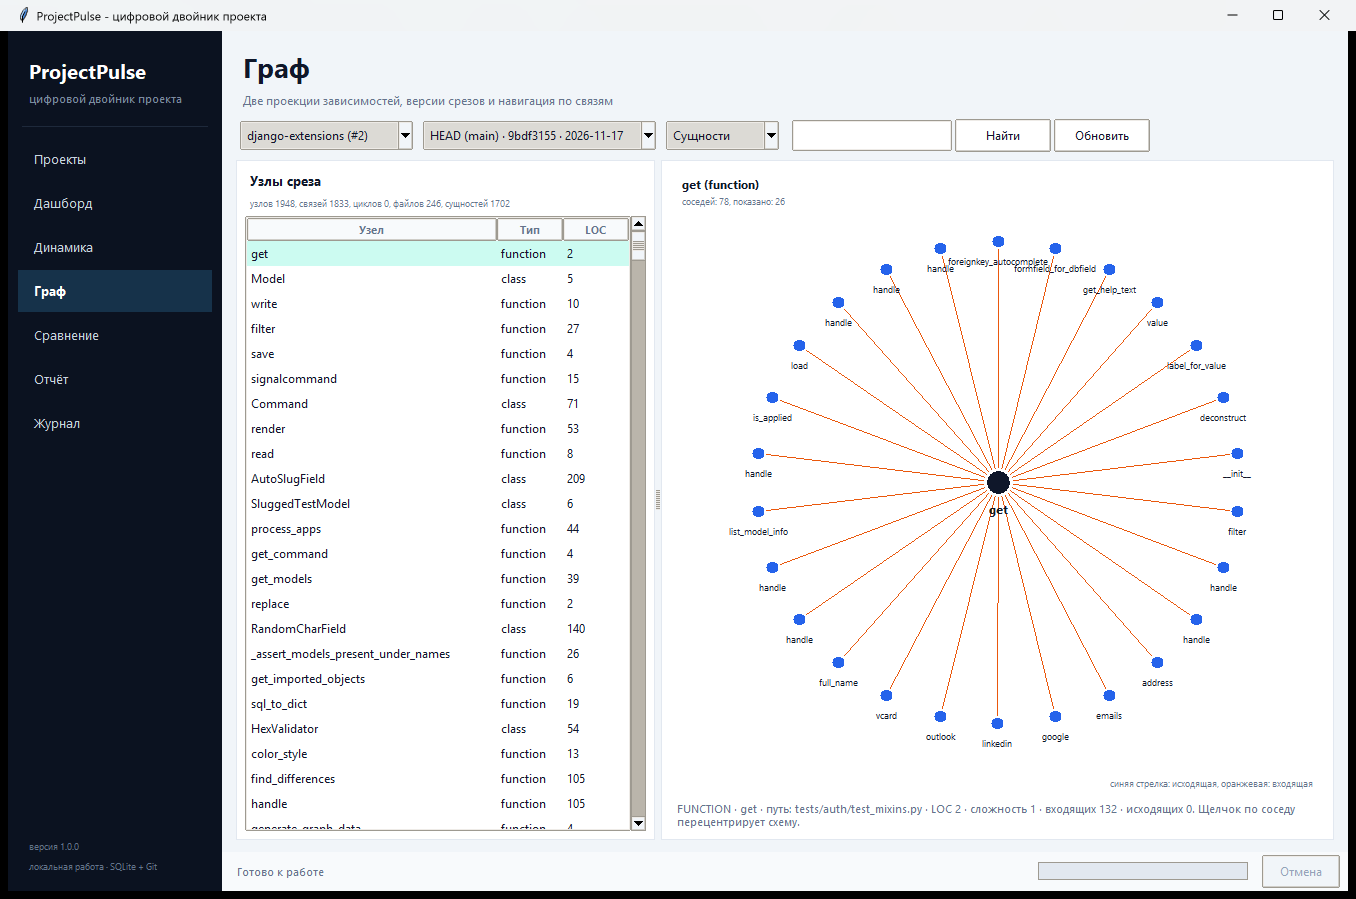 ProjectPulse - цифровой двойник проекта
ProjectPulse
цифровой двойник проекта
Проекты
Дашборд
Динамика
Граф
Сравнение
Отчёт
Журнал
версия 1.0.0
локальная работа · SQLite + Git
Граф
Две проекции зависимостей, версии срезов и навигация по связям
django-extensions (#2)
HEAD (main) · 9bdf3155 · 2026-11-17
Сущности
Найти
Обновить
Узлы среза
узлов 1948, связей 1833, циклов 0, файлов 246, сущностей 1702
Узел Тип LOC
get function 2
Model class 5
write function 10
filter function 27
save function 4
signalcommand function 15
Command class 71
render function 53
read function 8
AutoSlugField class 209
SluggedTestModel class 6
process_apps function 44
get_command function 4
get_models function 39
replace function 2
RandomCharField class 140
_assert_models_present_under_names function 26
get_imported_objects function 6
sql_to_dict function 19
HexValidator class 54
color_style function 13
find_differences function 105
handle function 105
generate_graph_data function 4
get (function)
соседей: 78, показано: 26
foreignkey_autocomplete
handle
formfield_for_dbfield
handle
get_help_text
handle
value
load
label_for_value
is_applied
deconstruct
handle
__init__
get
list_model_info
filter
handle
handle
handle
handle
full_name
address
vcard
emails
outlook
google
linkedin
синяя стрелка: исходящая, оранжевая: входящая
FUNCTION · get · путь: tests/auth/test_mixins.py · LOC 2 · сложность 1 · входящих 132 · исходящих 0. Щелчок по соседу
перецентрирует схему.
Готово к работе
Отмена